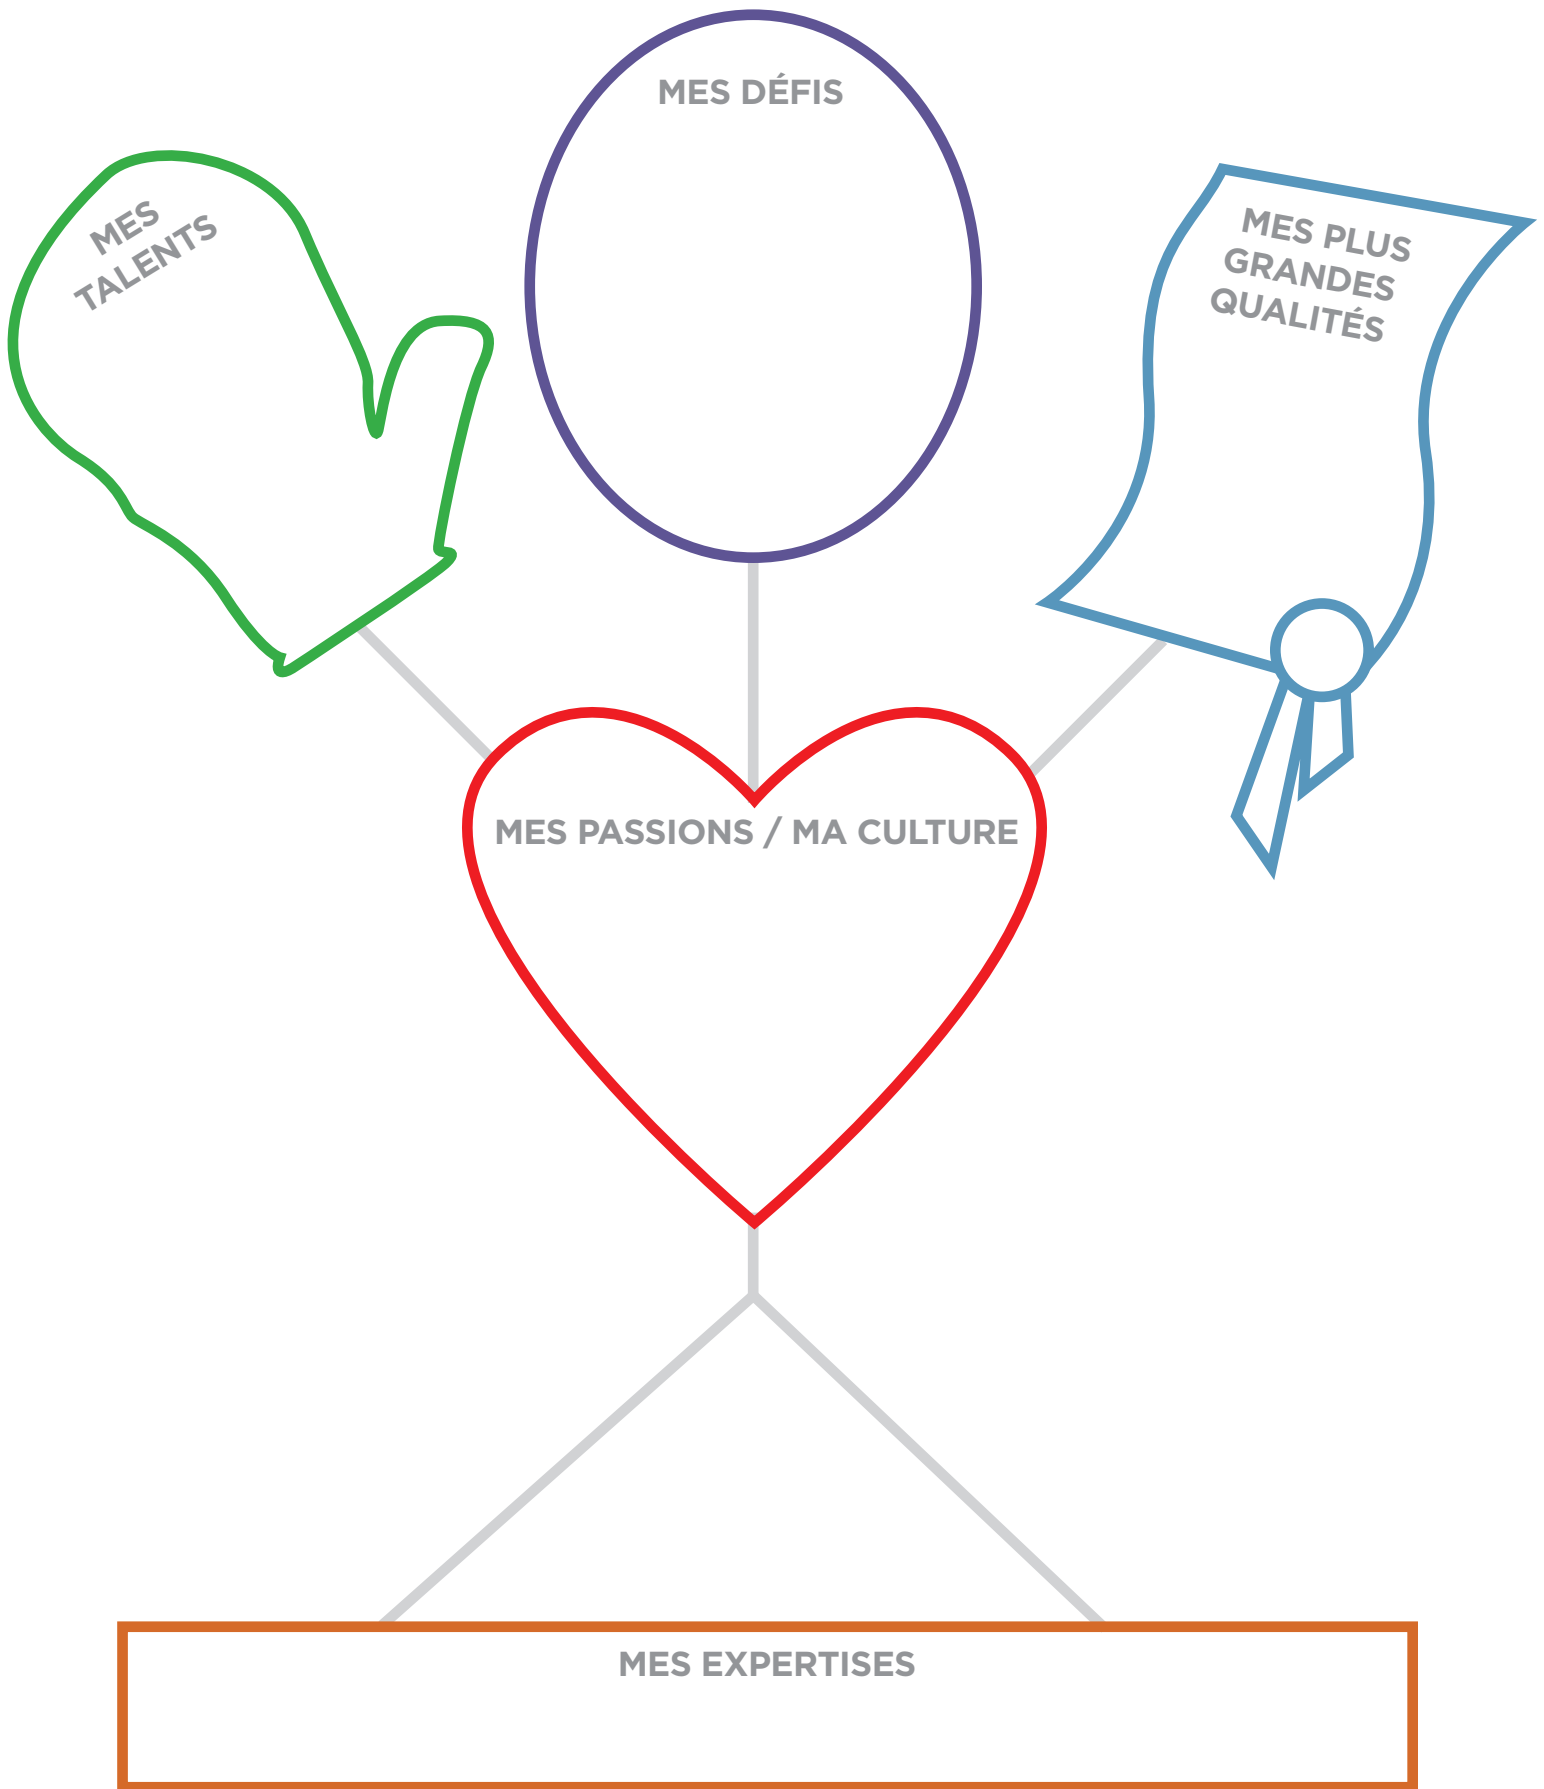 MES DÉFIS
MES
TALENTS
MES PLUS
GRANDES
QUALITÉS
MES PASSIONS / MA CULTURE
MES EXPERTISES